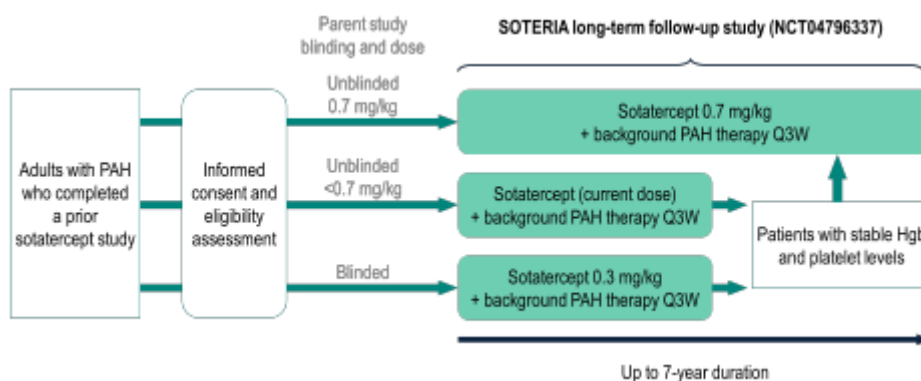 Parent study
blinding and dose
SOTERIA long-term follow-up study (NCT04796337)
Adults with PAH
who completed
a prior
sotatercept study
Informed
consent and
eligibility
assessment
Unblinded
0.7 mg/kg
Sotatercept 0.7 mg/kg
+ background PAH therapy Q3W
Unblinded
<0.7 mg/kg
Sotatercept (current dose)
+ background PAH therapy Q3W
Blinded
Sotatercept 0.3 mg/kg
+ background PAH therapy Q3W
Patients with stable Hgb
and platelet levels
Up to 7-year duration